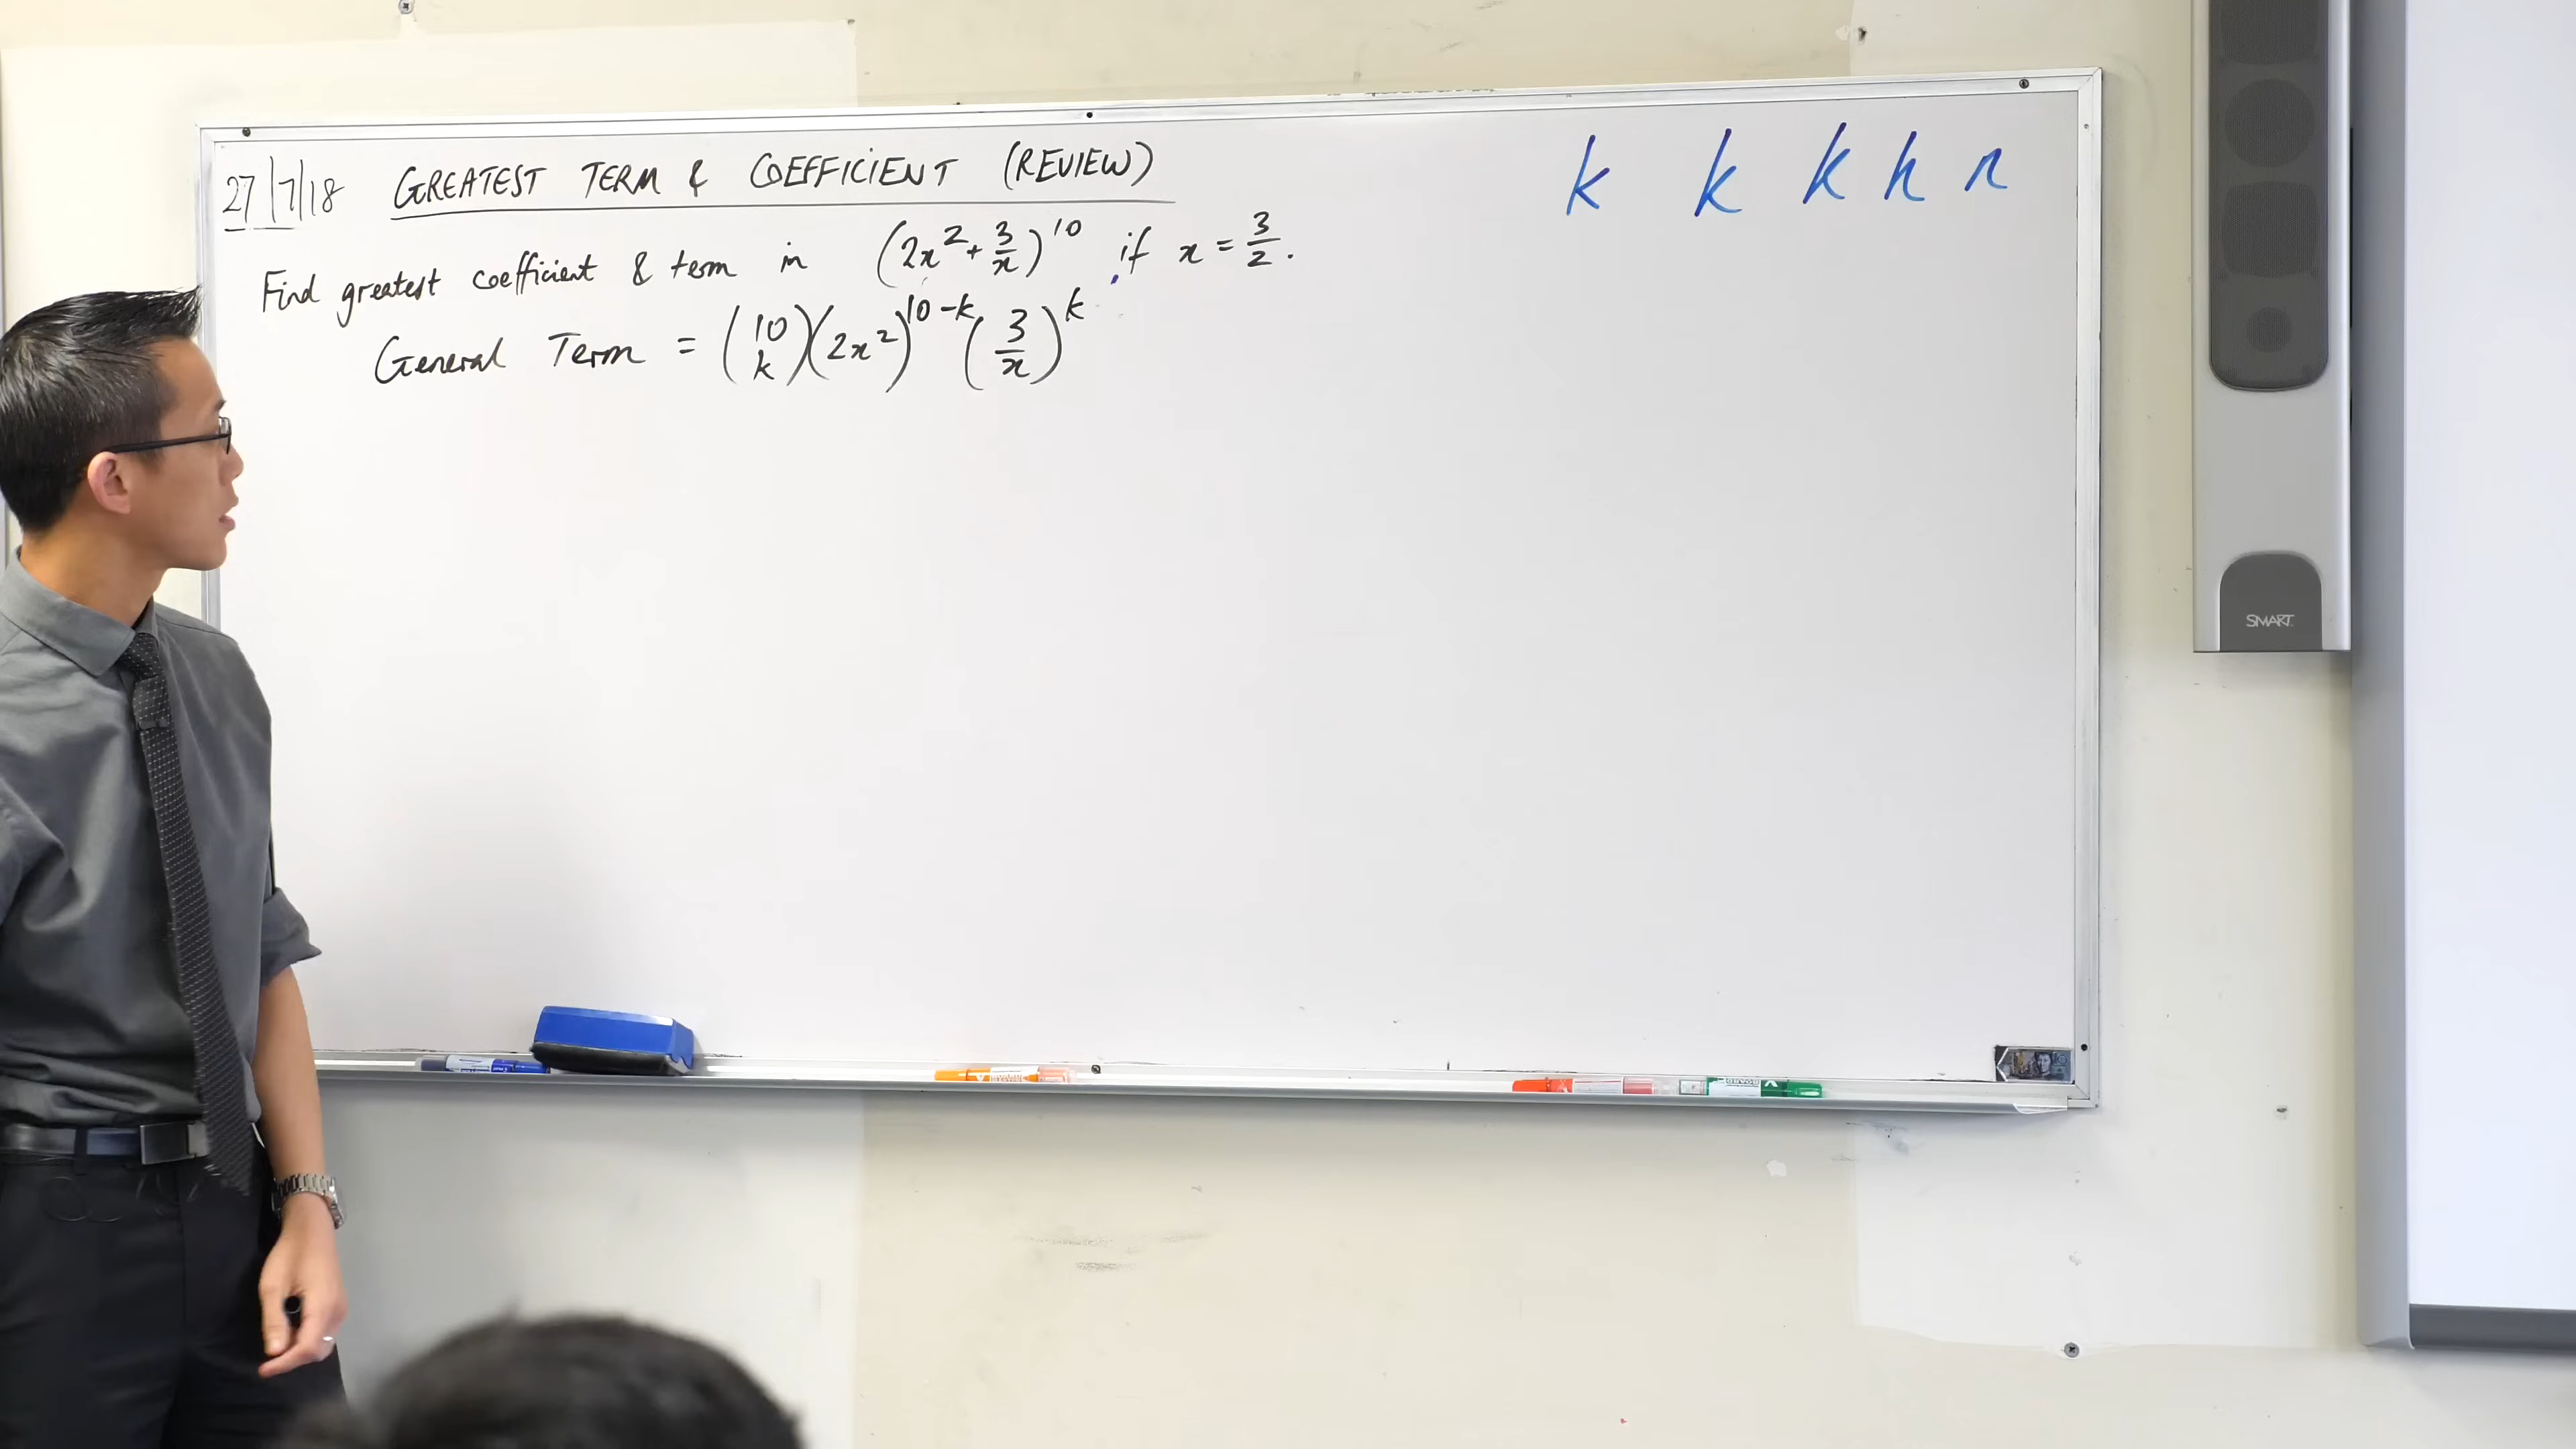 27/7/18 GREATEST TERM & COEFFICIENT (REVIEW)
k k k h n
Find greatest coefficient & term in (2x² + 3/x)¹⁰ if x = 3/2.
General Term = (10 k)(2x²)¹⁰⁻ᵏ(3/x)ᵏ
SMART